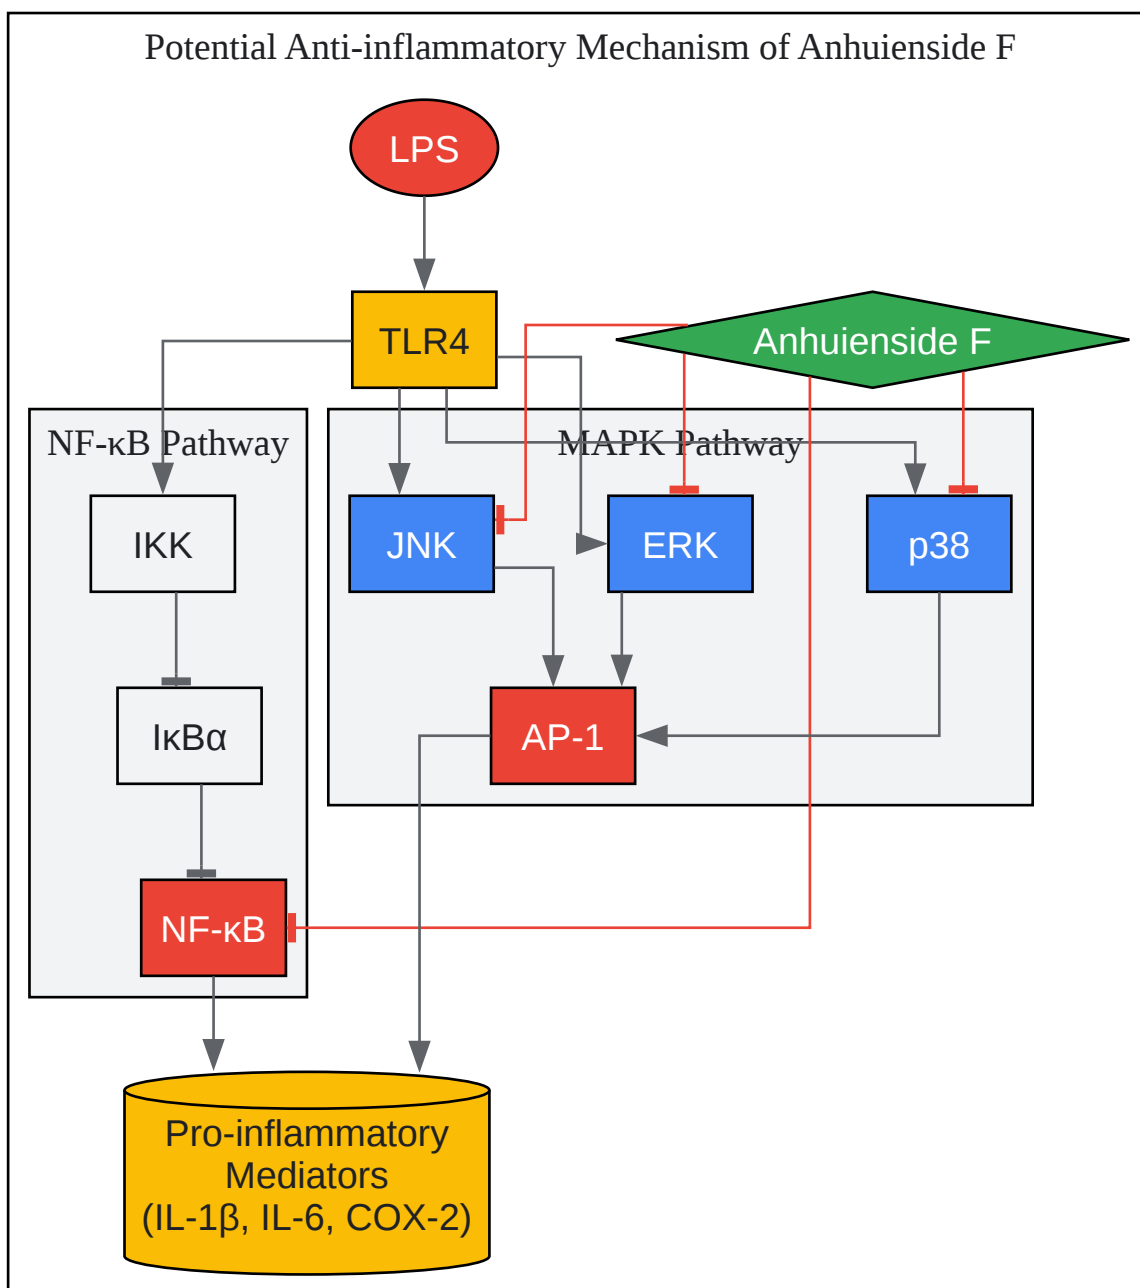 Potential Anti-inflammatory Mechanism of Anhuienside F
LPS
TLR4
Anhuienside F
NF-κB Pathway
MAPK Pathway
IKK
JNK
ERK
p38
IκBα
AP-1
NF-κB
Pro-inflammatory
Mediators
(IL-1β, IL-6, COX-2)